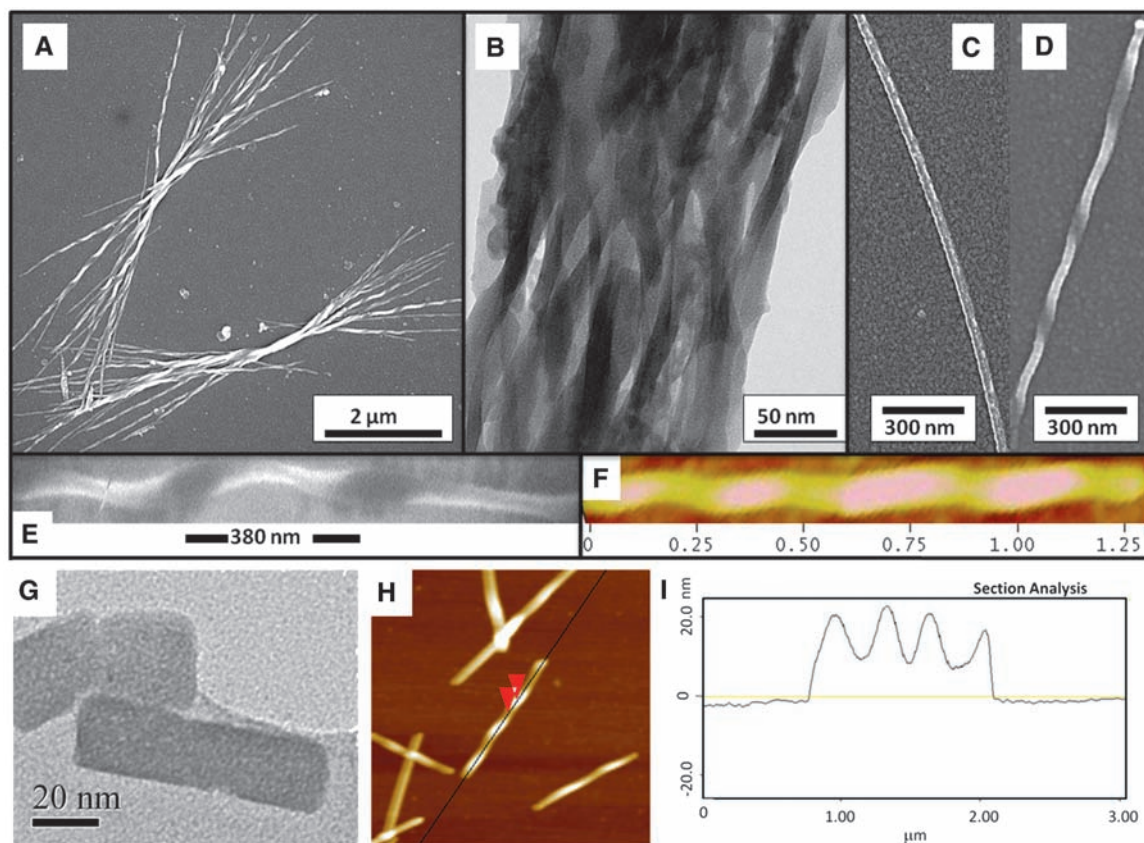 A
B
C
D
2 μm
50 nm
300 nm
300 nm
E
380 nm
F
0 0.25 0.50 0.75 1.00 1.25
G
20 nm
H
I
Section Analysis
20.0 nm
0
-20.0
0 1.00 2.00 3.00
μm